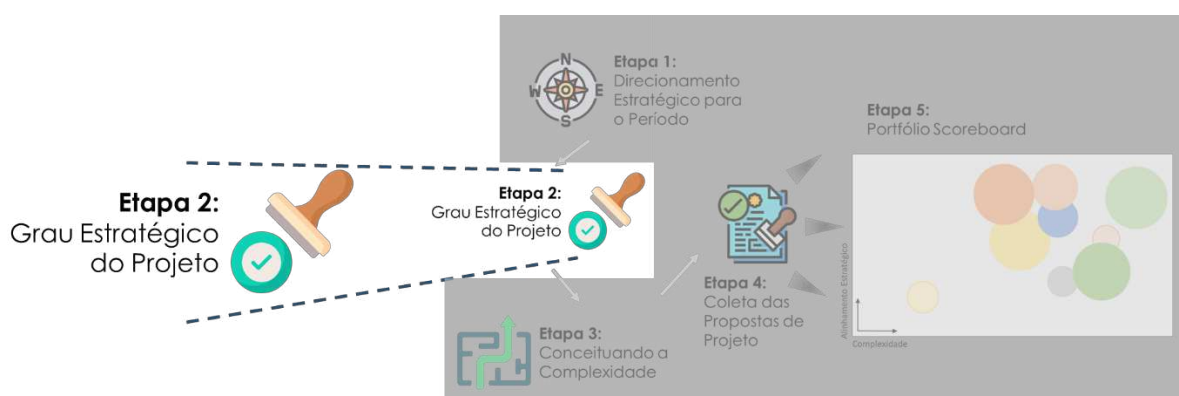 Etapa 2:
Grau Estratégico
do Projeto
N
W
E
S
Etapa 1:
Direcionamento
Estratégico para
o Período
Etapa 2:
Grau Estratégico
do Projeto
Etapa 3:
Conceituando a
Complexidade
Etapa 4:
Coleta das
Propostas de
Projeto
Etapa 5:
Portfólio Scoreboard
Alinhamento Estratégico
Complexidade